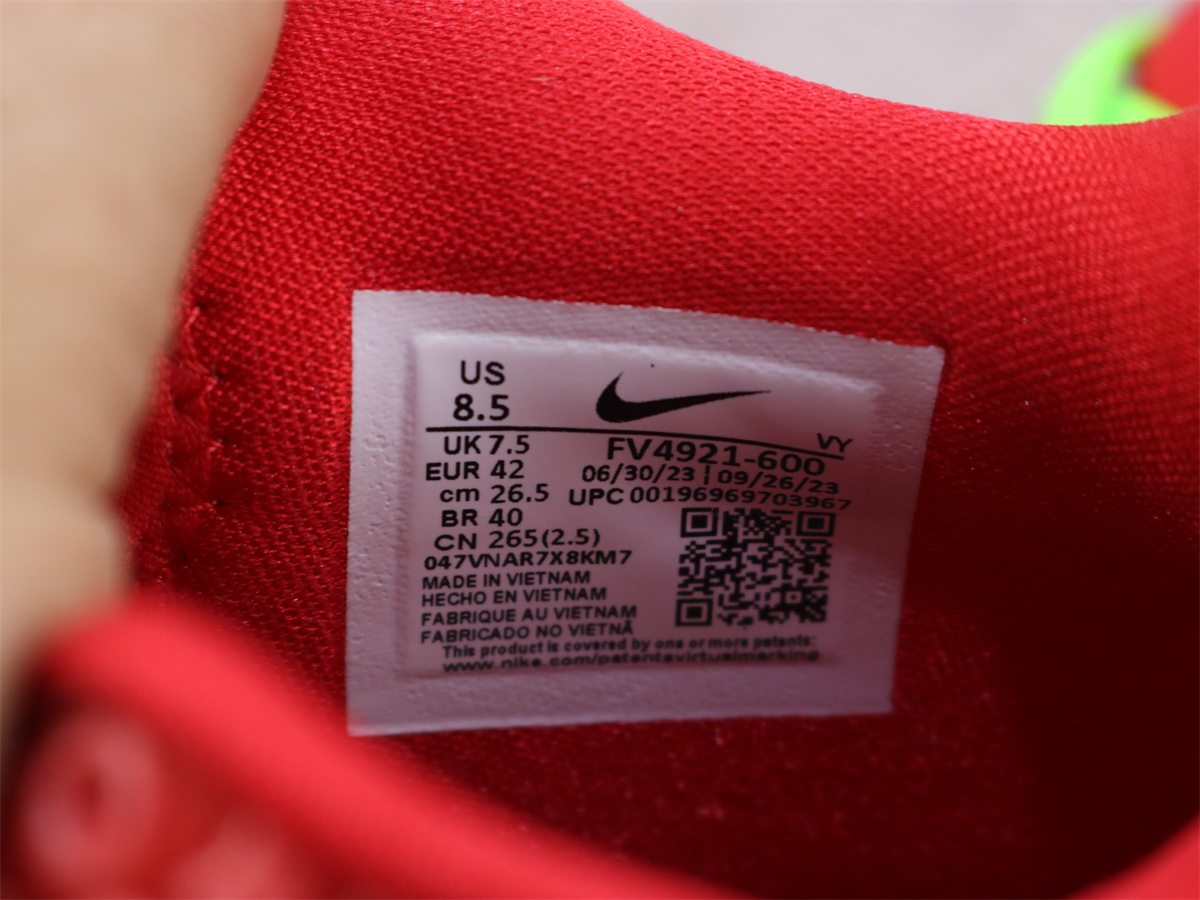 US
8.5
VY
UK 7.5
FV4921-600
EUR 42
06/30/23 | 09/26/23
cm 26.5
UPC 00196969703967
BR 40
CN 265(2.5)
047VNAR7X8KM7
MADE IN VIETNAM
HECHO EN VIETNAM
FABRIQUE AU VIETNAM
FABRICADO NO VIETNÃ
This product is covered by one or more patents:
www.nike.com/patentsvirtualmarking